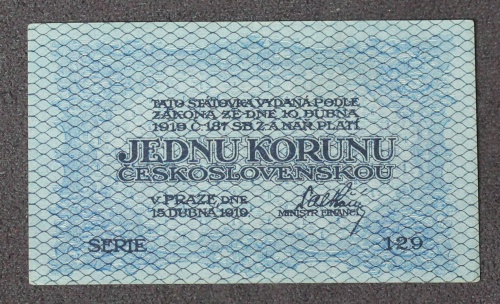 TATO STÁTOVKA VYDANÁ PODLE
ZÁKONA ZE DNE 10. DUBNA
1919 Č. 187 SB. Z. A NAŘ. PLATÍ
JEDNU KORUNU
ČESKOSLOVENSKOU
V PRAZE DNE
15. DUBNA 1919.
MINISTR FINANCÍ
SERIE 129